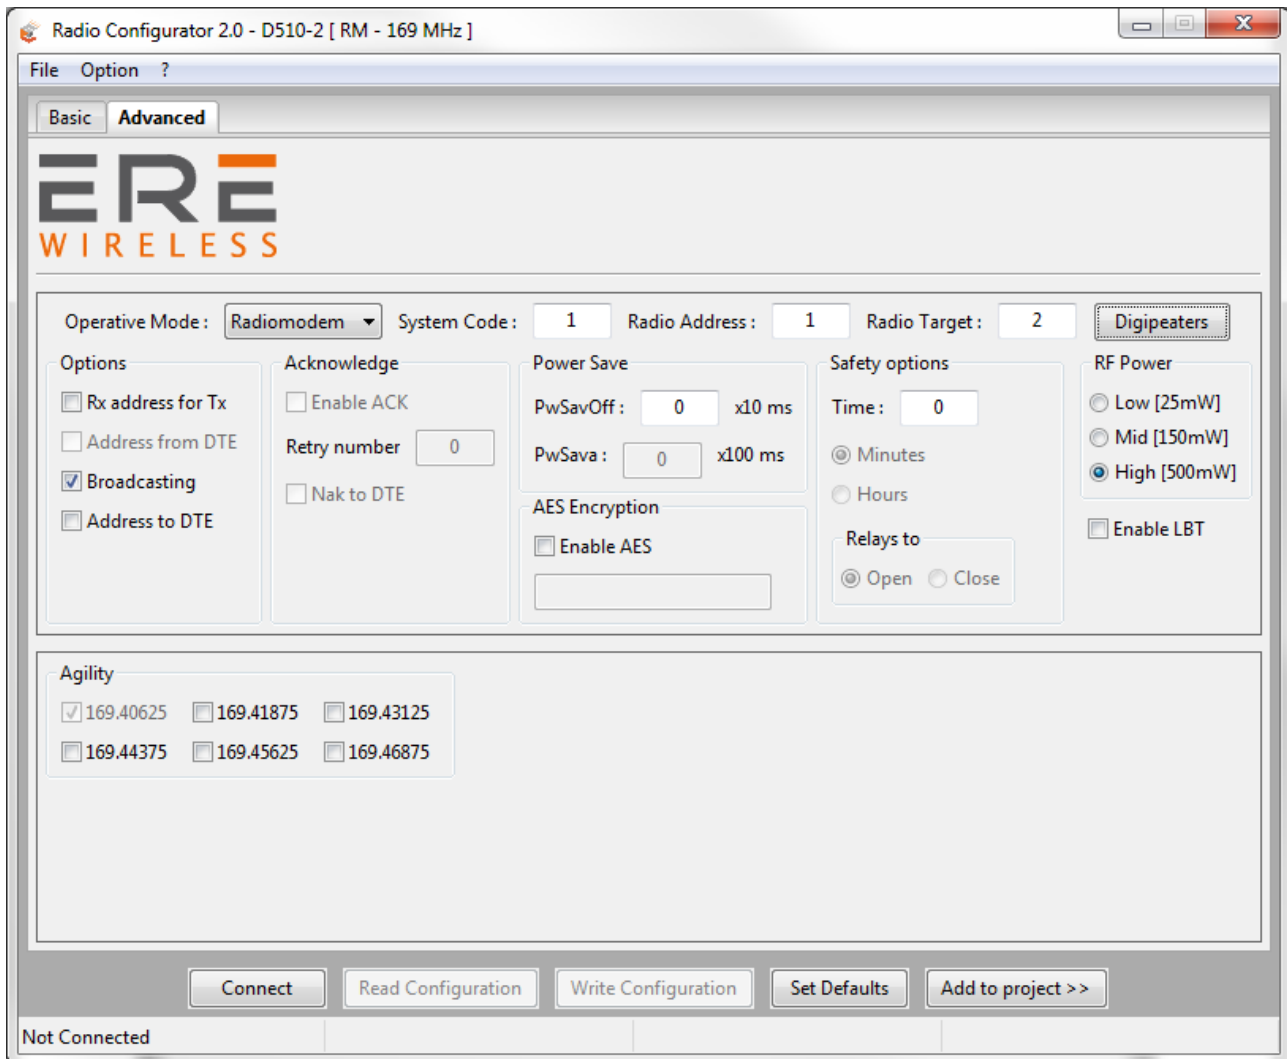 Radio Configurator 2.0 - D510-2 [ RM - 169 MHz ]
File Option ?
Basic Advanced
ERE
WIRELESS
Operative Mode : Radiomodem System Code : 1 Radio Address : 1 Radio Target : 2 Digipeaters
Options Acknowledge Power Save Safety options RF Power
Rx address for Tx Enable ACK PwSavOff : 0 x10 ms Time : 0 Low [25mW]
Address from DTE Retry number 0 PwSava : 0 x100 ms Minutes Mid [150mW]
Broadcasting Nak to DTE Hours High [500mW]
Address to DTE AES Encryption Relays to Enable LBT
Enable AES Open Close
Agility
169.40625 169.41875 169.43125
169.44375 169.45625 169.46875
Connect Read Configuration Write Configuration Set Defaults Add to project >>
Not Connected